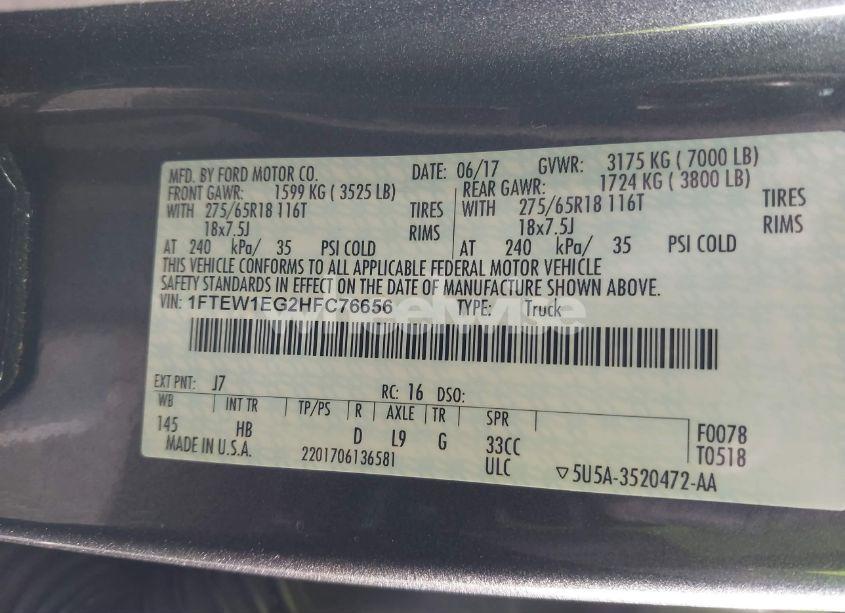 MFD. BY FORD MOTOR CO. DATE: 06/17 GVWR: 3175 KG ( 7000 LB)
FRONT GAWR: 1599 KG ( 3525 LB) REAR GAWR: 1724 KG ( 3800 LB)
WITH 275/65R18 116T TIRES WITH 275/65R18 116T TIRES
18x7.5J RIMS 18x7.5J RIMS
AT 240 kPa/ 35 PSI COLD AT 240 kPa/ 35 PSI COLD
THIS VEHICLE CONFORMS TO ALL APPLICABLE FEDERAL MOTOR VEHICLE
SAFETY STANDARDS IN EFFECT ON THE DATE OF MANUFACTURE SHOWN ABOVE.
VIN: 1FTEW1EG2HFC76656 TYPE: Truck
wheelwise
EXT PNT: J7 RC: 16 DSO:
WB INT TR TP/PS R AXLE TR SPR
145 HB D L9 G 33CC F0078
MADE IN U.S.A. 2201706136581 ULC T0518
▽5U5A-3520472-AA